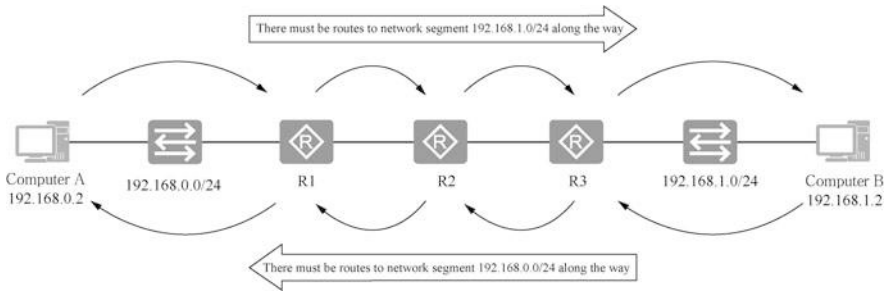 There must be routes to network segment 192.168.1.0/24 along the way
R
R
R
Computer A
192.168.0.2
192.168.0.0/24
R1
R2
R3
192.168.1.0/24
Computer B
192.168.1.2
There must be routes to network segment 192.168.0.0/24 along the way